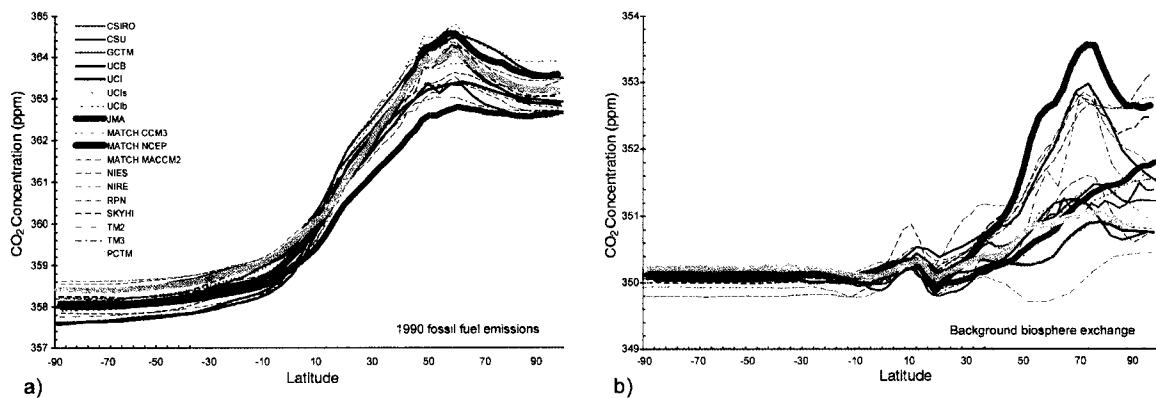 365
364
363
362
361
360
359
358
357
CO2 Concentration (ppm)
CSIRO
CSU
GCTM
UCB
UCI
UCIs
UCIb
JMA
MATCH CCM3
MATCH NCEP
MATCH MACCM2
NIES
NIRE
RPN
SKYHI
TM2
TM3
PCTM
1990 fossil fuel emissions
-90 -70 -50 -30 -10 10 30 50 70 90
Latitude
a)
354
353
352
351
350
349
CO2 Concentration (ppm)
Background biosphere exchange
-90 -70 -50 -30 -10 10 30 50 70 90
Latitude
b)